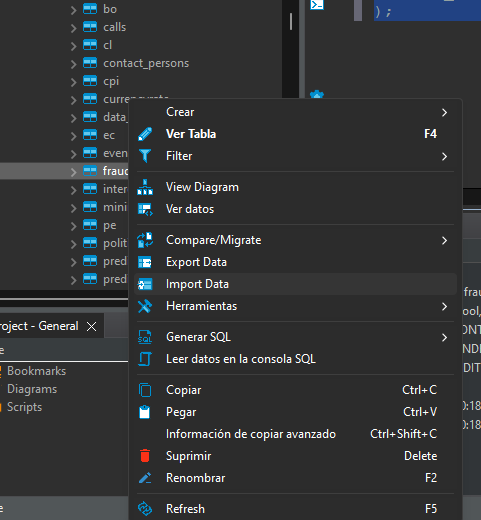 bo
calls
cl
contact_persons
cpi
currencyrate
data_
ec
even
frau
inter
mini
pe
polit
pred
pred
);
Crear
Ver Tabla F4
Filter
View Diagram
Ver datos
Compare/Migrate
Export Data
Import Data
Herramientas
Generar SQL
Leer datos en la consola SQL
Copiar Ctrl+C
Pegar Ctrl+V
Información de copiar avanzado Ctrl+Shift+C
Suprimir Delete
Renombrar F2
Refresh F5
roject - General
e
Bookmarks
Diagrams
Scripts
e
frau
ool,
ONT
NDE
DIT
0:18
0:18